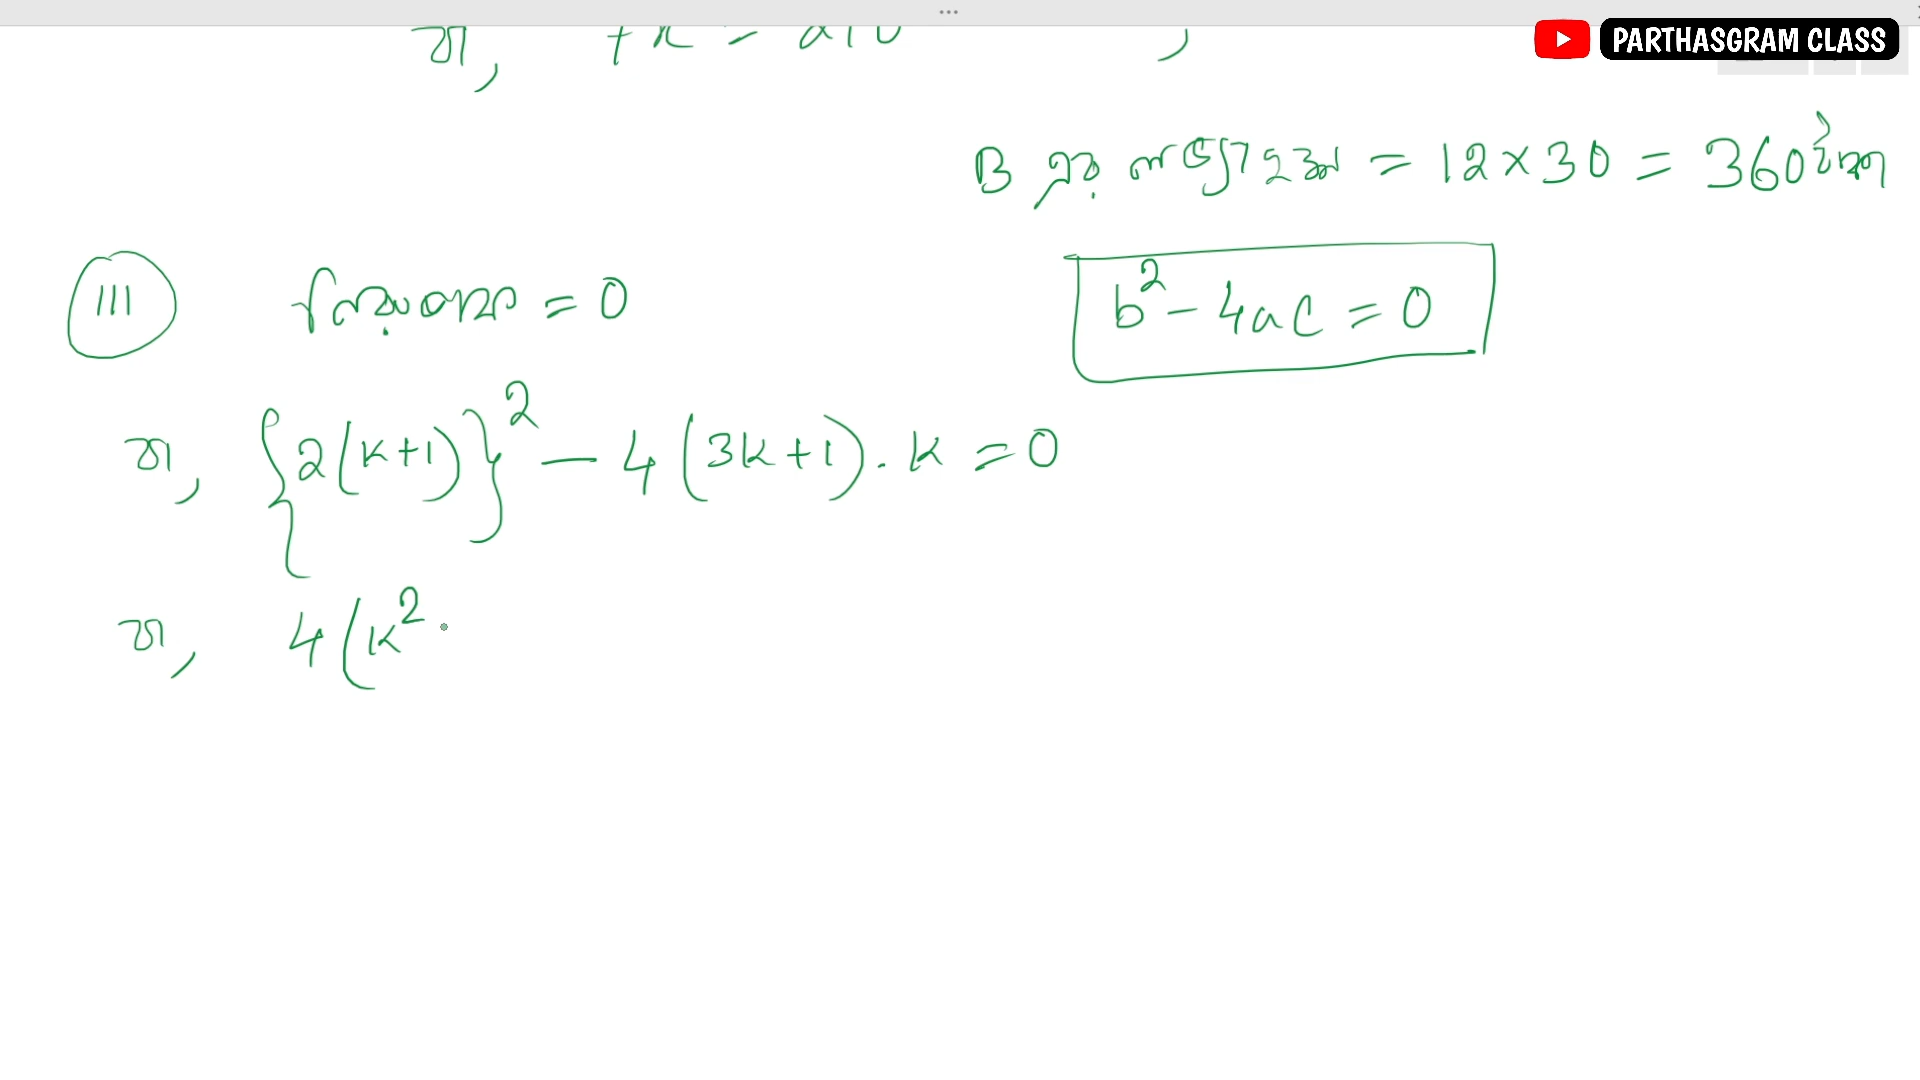 PARTHASGRAM CLASS
বা,
B এর = 12 × 30 = 360
III নিরূপক = 0
b² - 4ac = 0
বা, {2(k+1)}² - 4(3k+1). k = 0
বা, 4(k²